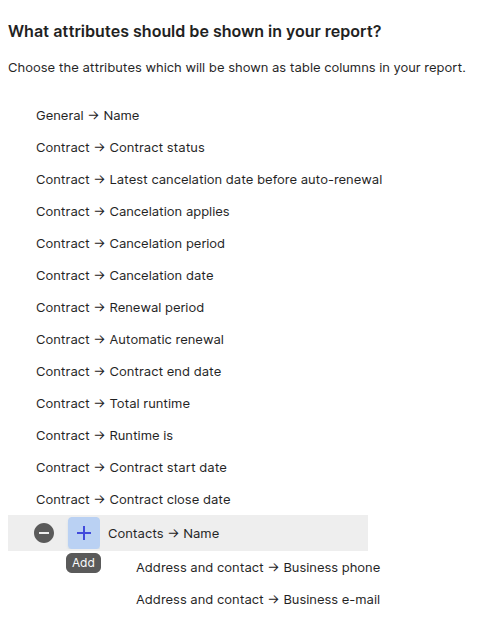 What attributes should be shown in your report?
Choose the attributes which will be shown as table columns in your report.
General → Name
Contract → Contract status
Contract → Latest cancelation date before auto-renewal
Contract → Cancelation applies
Contract → Cancelation period
Contract → Cancelation date
Contract → Renewal period
Contract → Automatic renewal
Contract → Contract end date
Contract → Total runtime
Contract → Runtime is
Contract → Contract start date
Contract → Contract close date
Contacts → Name
Add
Address and contact → Business phone
Address and contact → Business e-mail